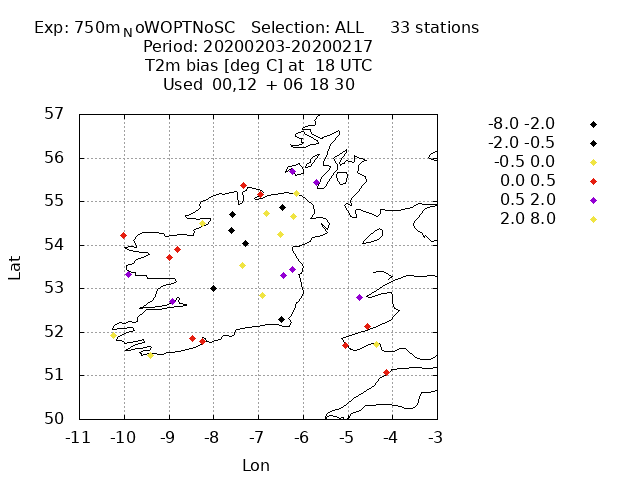 Exp: 750mNoWOPTNoSC Selection: ALL 33 stations
Period: 20200203-20200217
T2m bias [deg C] at 18 UTC
Used 00,12 + 06 18 30
57
56
55
54
53
52
51
50
-11 -10 -9 -8 -7 -6 -5 -4 -3
Lat
Lon
-8.0 -2.0
-2.0 -0.5
-0.5 0.0
0.0 0.5
0.5 2.0
2.0 8.0